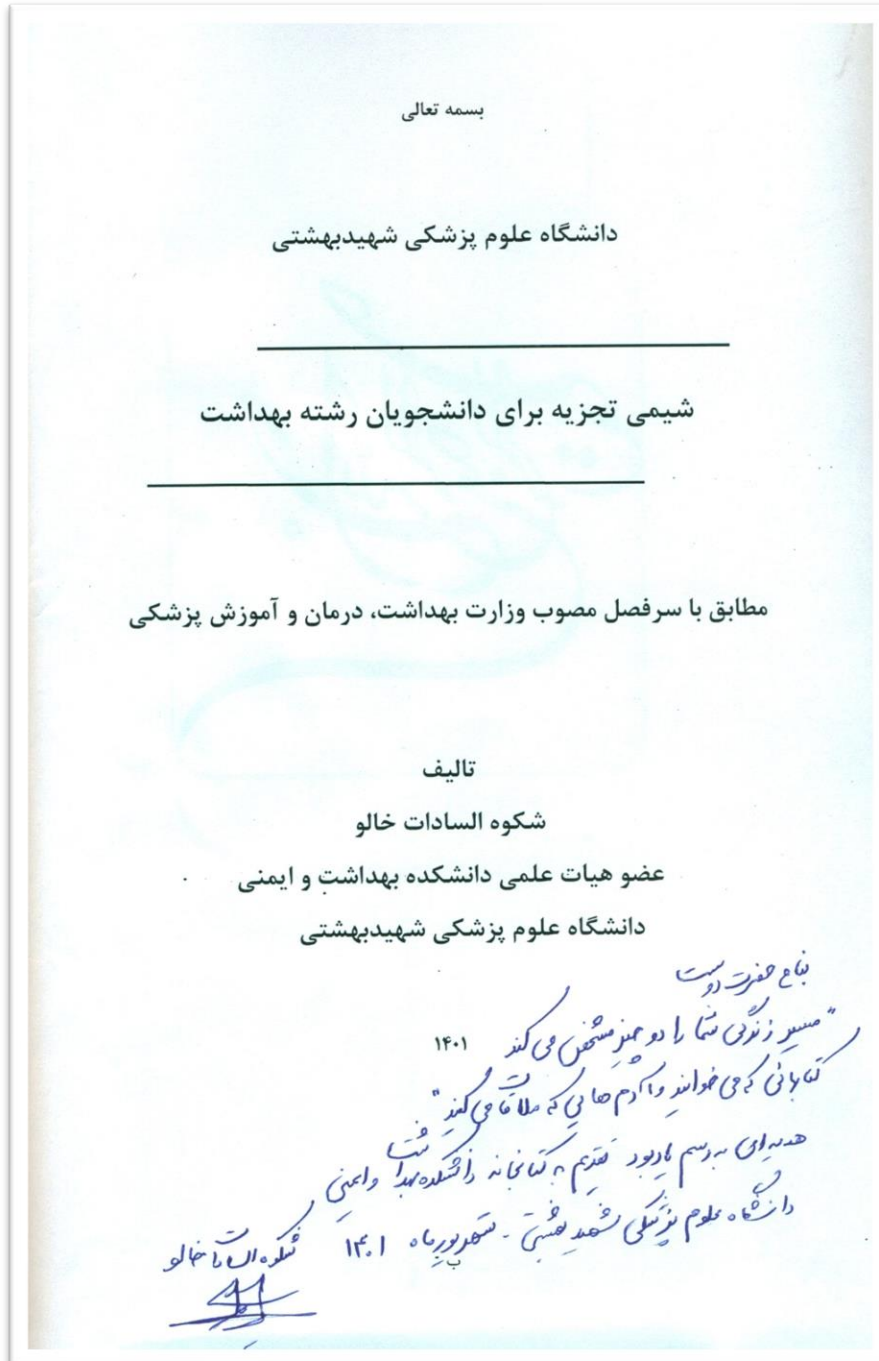 بسمه تعالی
دانشگاه علوم پزشکی شهیدبهشتی
شیمی تجزیه برای دانشجویان رشته بهداشت
مطابق با سرفصل مصوب وزارت بهداشت، درمان و آموزش پزشکی
تالیف
شکوه السادات خالو
عضو هیات علمی دانشکده بهداشت و ایمنی
دانشگاه علوم پزشکی شهیدبهشتی
۱۴۰۱
بنام حضرت دوست
"مسیر زندگی شما را دو چیز مشخص می کند
کتابهائی که می خوانید و آدم هایی که ملاقات می کنید"
هدیه ای به رسم یادبود تقدیم به کتابخانه دانشکده بهداشت و ایمنی
دانشگاه علوم پزشکی شهید بهشتی - شهریور ماه ۱۴۰۱
شکوه السادات خالو